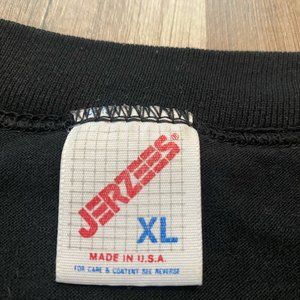 JERZEES®
XL
MADE IN U.S.A.
FOR CARE & CONTENT SEE REVERSE